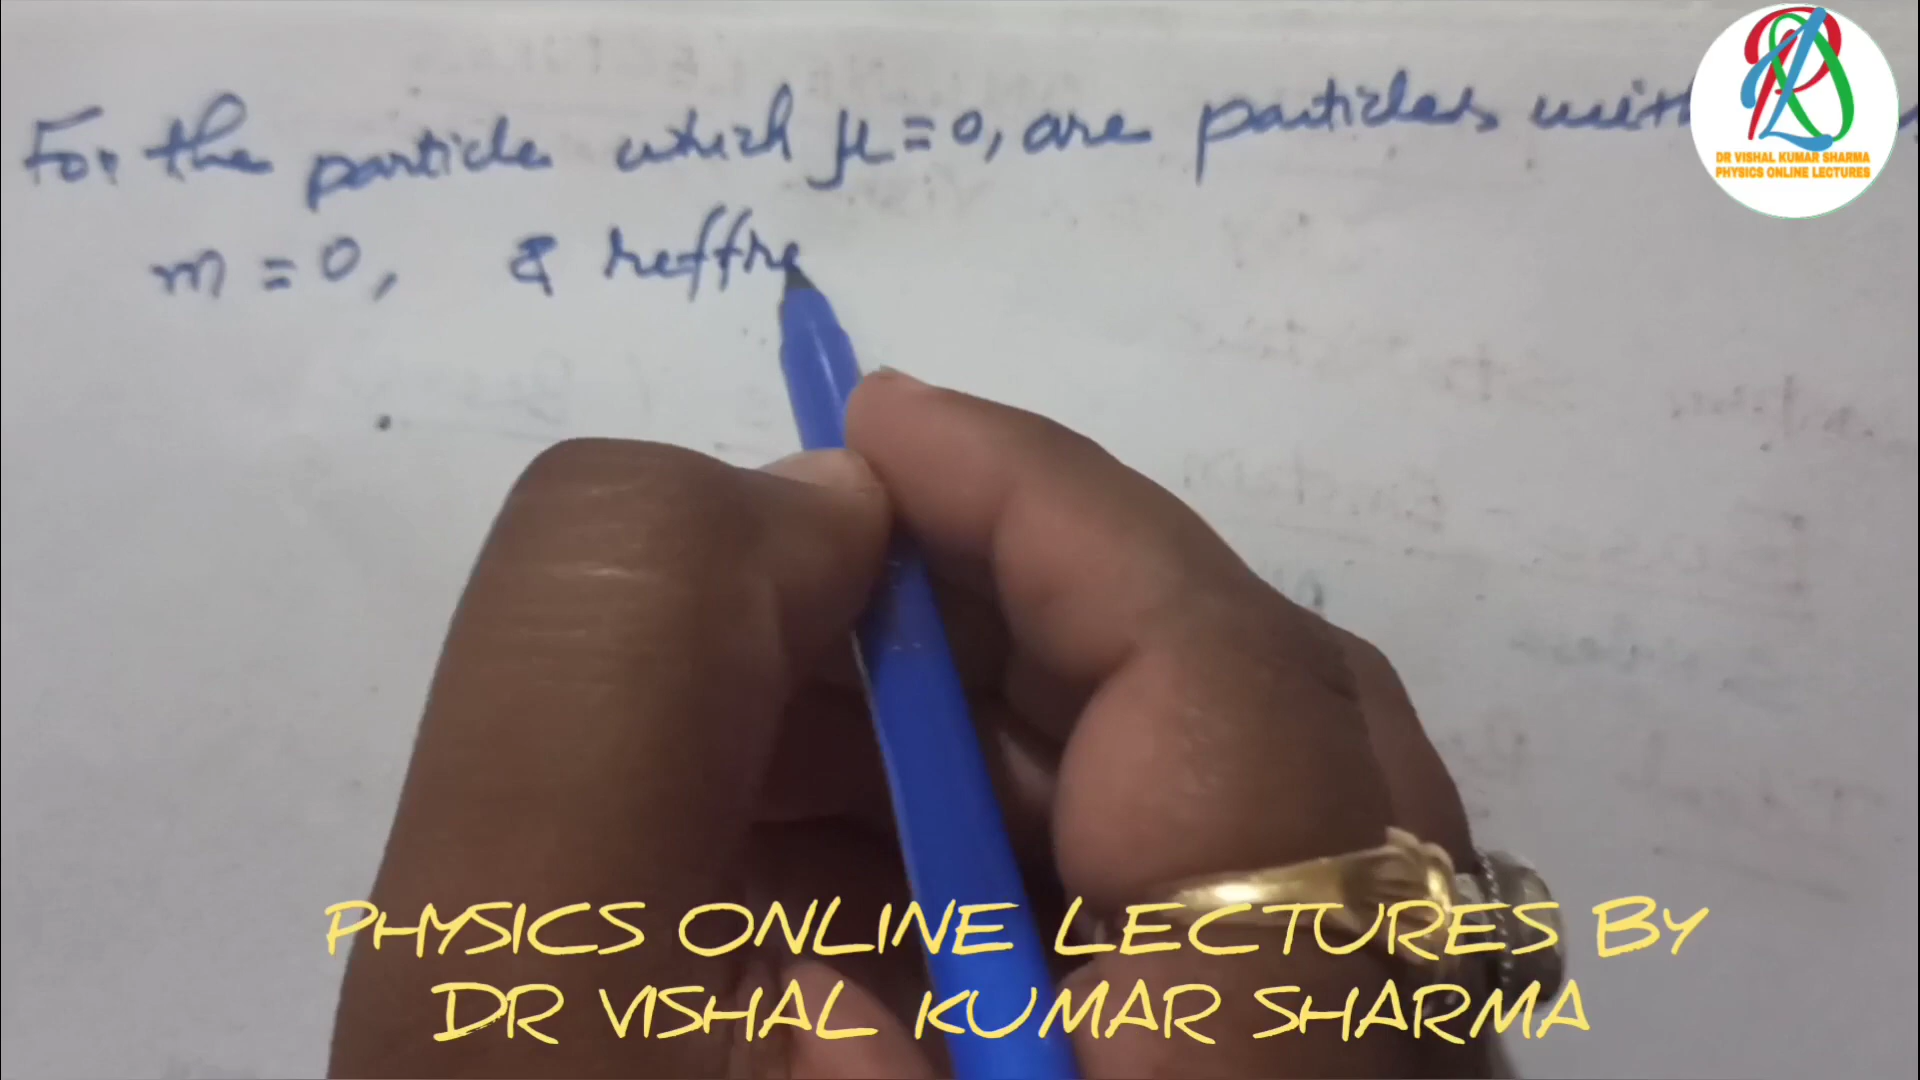 For the particle which μ = 0, are particles with
m = 0, & reffre
DR VISHAL KUMAR SHARMA
PHYSICS ONLINE LECTURES
PHYSICS ONLINE LECTURES BY
DR VISHAL KUMAR SHARMA